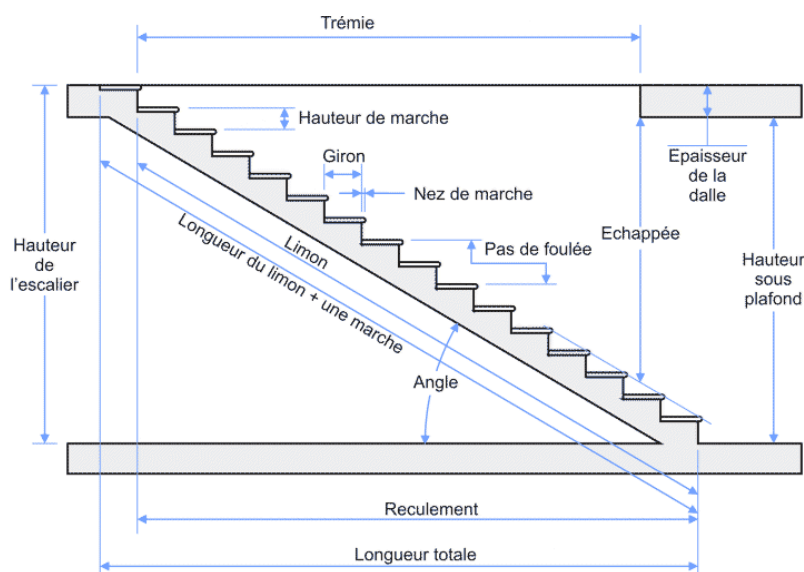 Trémie
Hauteur de marche
Giron
Epaisseur
de la
dalle
Nez de marche
Hauteur
de
l'escalier
Limon
Longueur du limon + une marche
Pas de foulée
Echappée
Hauteur
sous
plafond
Angle
Reculement
Longueur totale